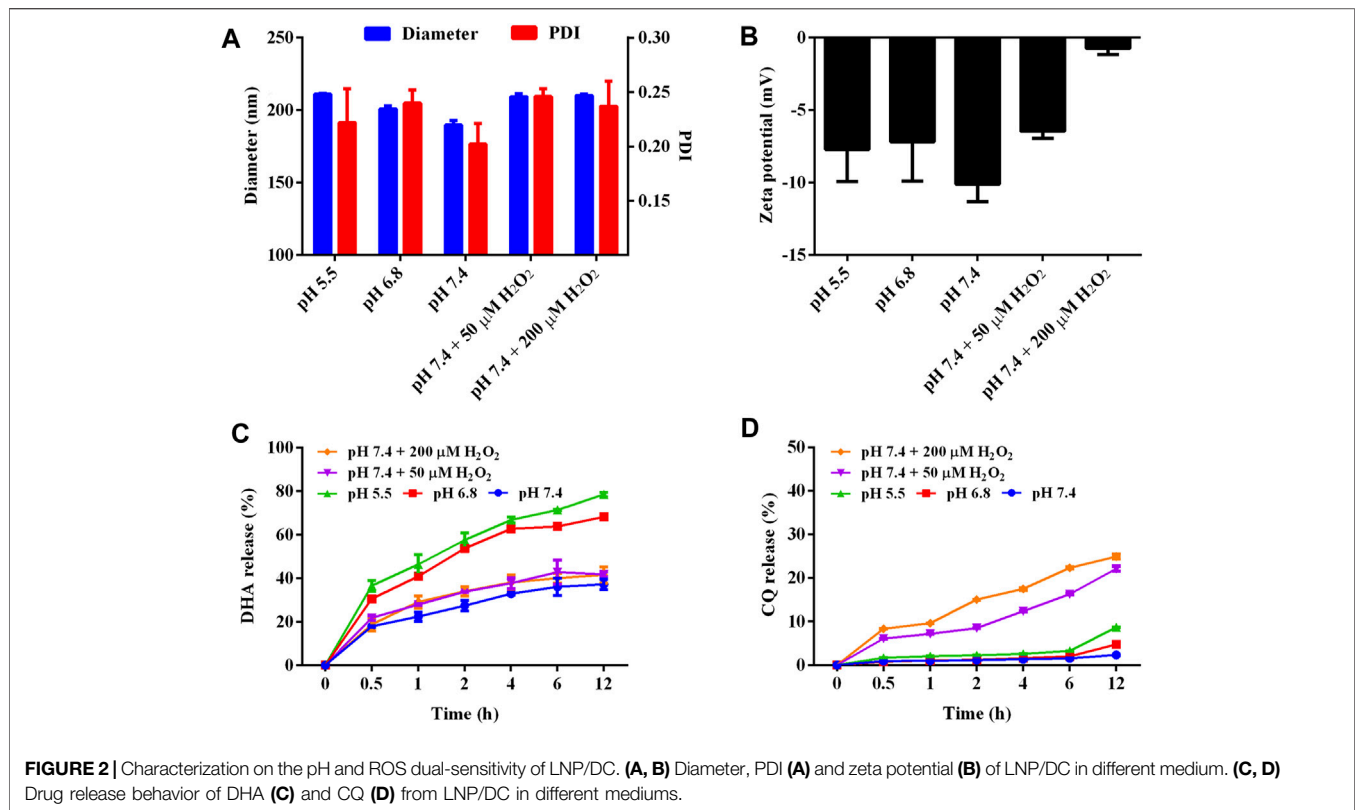 A
Diameter
PDI
250
200
150
100
Diameter (nm)
0.30
0.25
0.20
0.15
PDI
pH 5.5
pH 6.8
pH 7.4
pH 7.4 + 50 µM H₂O₂
pH 7.4 + 200 µM H₂O₂
B
0
-5
-10
-15
Zeta potential (mV)
pH 5.5
pH 6.8
pH 7.4
pH 7.4 + 50 µM H₂O₂
pH 7.4 + 200 µM H₂O₂
C
100
80
60
40
20
0
DHA release (%)
pH 7.4 + 200 µM H₂O₂
pH 7.4 + 50 µM H₂O₂
pH 5.5 pH 6.8 pH 7.4
0 0.5 1 2 4 6 12
Time (h)
D
50
40
30
20
10
0
CQ release (%)
pH 7.4 + 200 µM H₂O₂
pH 7.4 + 50 µM H₂O₂
pH 5.5 pH 6.8 pH 7.4
0 0.5 1 2 4 6 12
Time (h)
FIGURE 2 | Characterization on the pH and ROS dual-sensitivity of LNP/DC. (A, B) Diameter, PDI (A) and zeta potential (B) of LNP/DC in different medium. (C, D)
Drug release behavior of DHA (C) and CQ (D) from LNP/DC in different mediums.